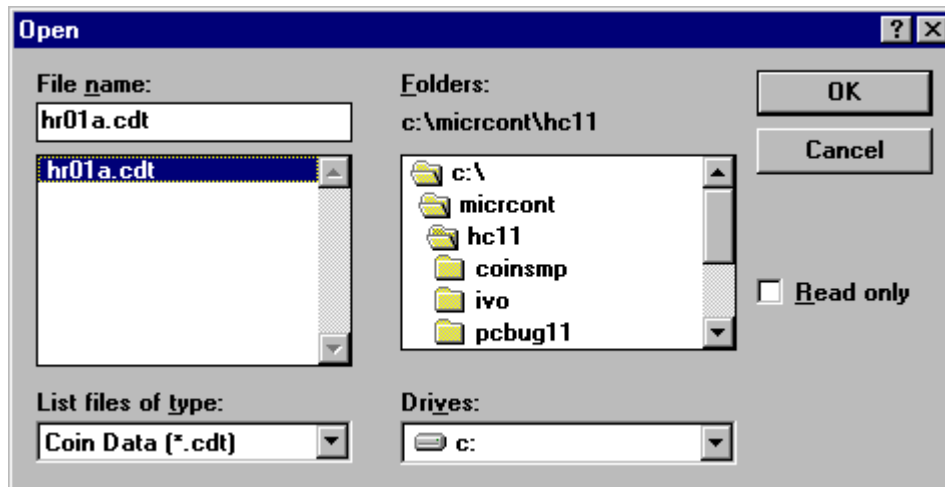 Open
File name:
hr01a.cdt
hr01a.cdt
List files of type:
Coin Data (*.cdt)
Folders:
c:\micrcont\hc11
c:\
micrcont
hc11
coinsmp
ivo
pcbug11
Drives:
c:
OK
Cancel
Read only